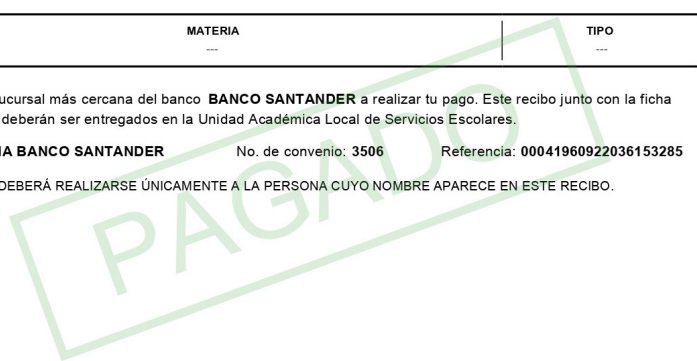 MATERIA TIPO
--- ---
ucursal más cercana del banco BANCO SANTANDER a realizar tu pago. Este recibo junto con la ficha
deberán ser entregados en la Unidad Académica Local de Servicios Escolares.
IA BANCO SANTANDER No. de convenio: 3506 Referencia: 00041960922036153285
DEBERÁ REALIZARSE ÚNICAMENTE A LA PERSONA CUYO NOMBRE APARECE EN ESTE RECIBO.
PAGADO